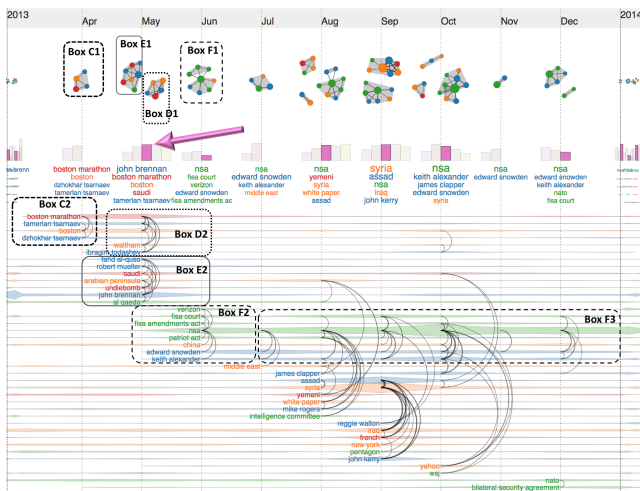 2013
Apr
May
Jun
Jul
Aug
Sep
Oct
Nov
Dec
2014
Box C1
Box E1
Box F1
Box D1
boston marathon
boston
dzhokhar tsarnaev
tamerlan tsarnaev
john brennan
boston marathon
boston
saudi
tamerlan tsarnaev
nsa
fisa court
verizon
edward snowden
fisa amendments ac
nsa
edward snowden
keith alexander
middle east
nsa
yemeni
syria
white paper
assad
syria
assad
nsa
iraq
john kerry
nsa
keith alexander
james clapper
edward snowden
syria
nsa
edward snowden
nsa
edward snowden
keith alexander
nato
fisa court
Box C2
boston marathon
tamerlan tsarnaev
boston
dzhokhar tsarnaev
Box D2
waltham
ibragim todashev
fahd al-quso
robert mueller
Box E2
saudi
arabian peninsula
undiebomb
john brennan
al qaeda
verizon
Box F2
fisa court
Box F3
fisa amendments act
nsa
patriot act
china
edward snowden
keith alexander
middle east
james clapper
assad
syria
yemeni
white paper
mike rogers
intelligence committee
reggie walton
iraq
french
new york
pentagon
john kerry
yahoo
wsj
nato
bilateral security agreement